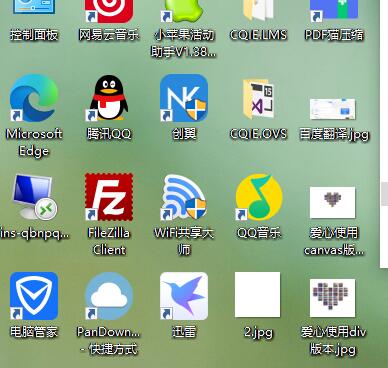 控制面板
网易云音乐
小苹果活动
助手V1.38...
CQIE.LMS
PDF猫压缩
Microsoft
Edge
腾讯QQ
创翼
CQIE.OVS
百度翻译.jpg
ins-qbnpq...
FileZilla
Client
WiFi共享大
师
QQ音乐
爱心使用
canvas版...
电脑管家
PanDown...
- 快捷方式
迅雷
2.jpg
爱心使用div
版本.jpg